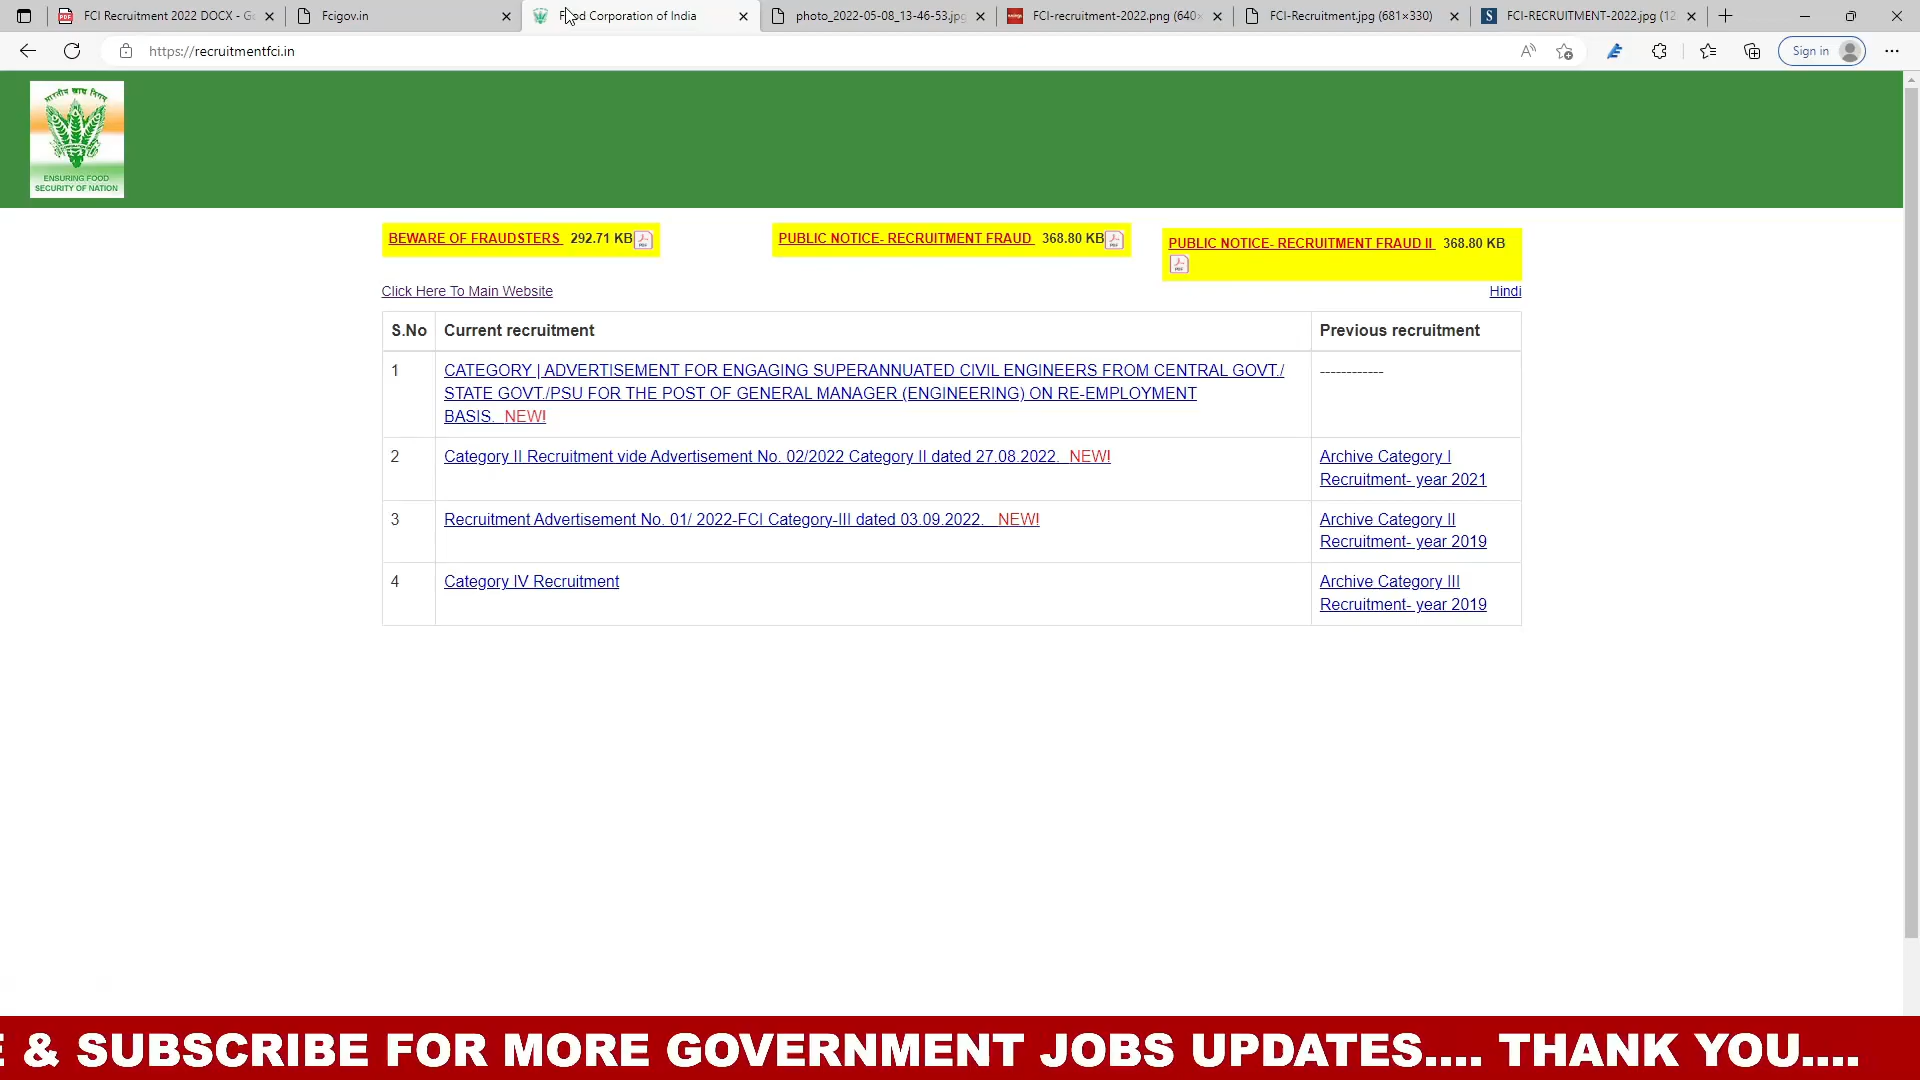 FCI Recruitment 2022 DOCX - G
Fcigov.in
Food Corporation of India
photo_2022-05-08_13-46-53.jpg
FCI-recruitment-2022.png (640×
FCI-Recruitment.jpg (681×330)
FCI-RECRUITMENT-2022.jpg (12
https://recruitmentfci.in
Sign in
भारतीय खाद्य निगम
ENSURING FOOD
SECURITY OF NATION
BEWARE OF FRAUDSTERS 292.71 KB
PUBLIC NOTICE- RECRUITMENT FRAUD 368.80 KB
PUBLIC NOTICE- RECRUITMENT FRAUD II 368.80 KB
Click Here To Main Website
Hindi
S.No Current recruitment Previous recruitment
1 CATEGORY | ADVERTISEMENT FOR ENGAGING SUPERANNUATED CIVIL ENGINEERS FROM CENTRAL GOVT./ ------------
STATE GOVT./PSU FOR THE POST OF GENERAL MANAGER (ENGINEERING) ON RE-EMPLOYMENT
BASIS. NEW!
2 Category II Recruitment vide Advertisement No. 02/2022 Category II dated 27.08.2022. NEW! Archive Category I
Recruitment- year 2021
3 Recruitment Advertisement No. 01/ 2022-FCI Category-III dated 03.09.2022. NEW! Archive Category II
Recruitment- year 2019
4 Category IV Recruitment Archive Category III
Recruitment- year 2019
& SUBSCRIBE FOR MORE GOVERNMENT JOBS UPDATES.... THANK YOU....